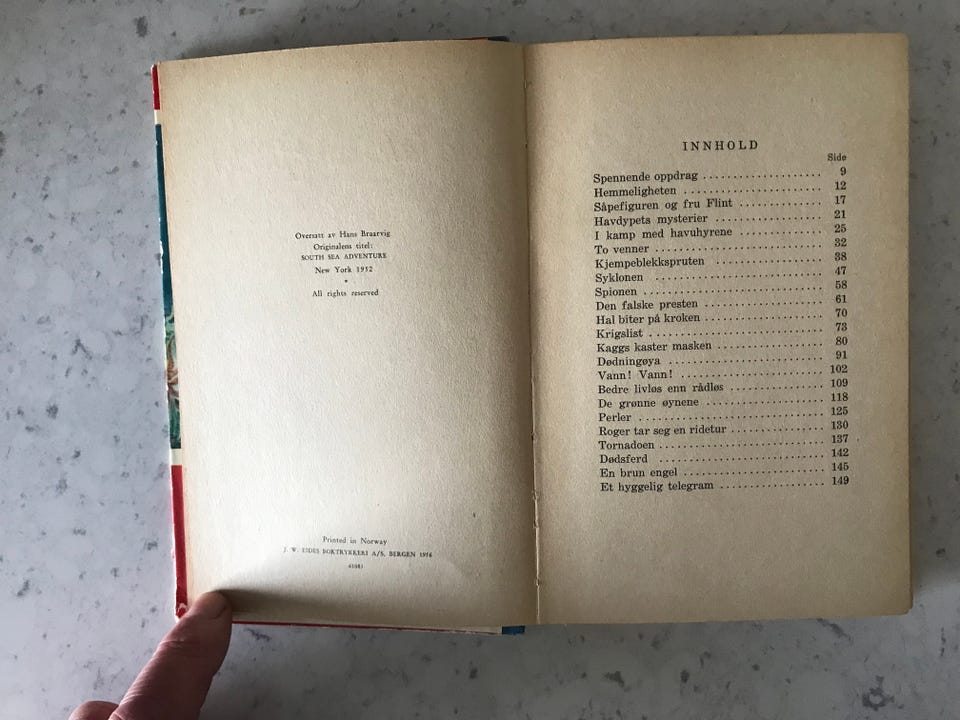 Oversatt av Hans Braarvig
Originalens titel:
SOUTH SEA ADVENTURE
New York 1952
*
All rights reserved
Printed in Norway
J. W. EIDES BOKTRYKKERI A/S, BERGEN 1956
INNHOLD
Side
Spennende oppdrag . . . . . . . . . . . . . . . . . . . . 9
Hemmeligheten . . . . . . . . . . . . . . . . . . . . . . . 12
Såpefiguren og fru Flint . . . . . . . . . . . . . . 17
Havdypets mysterier . . . . . . . . . . . . . . . . . . 21
I kamp med havuhyrene . . . . . . . . . . . . . . 25
To venner . . . . . . . . . . . . . . . . . . . . . . . . . . . . 32
Kjempeblekkspruten . . . . . . . . . . . . . . . . . . 38
Syklonen . . . . . . . . . . . . . . . . . . . . . . . . . . . . 47
Spionen . . . . . . . . . . . . . . . . . . . . . . . . . . . . . . 58
Den falske presten . . . . . . . . . . . . . . . . . . . . 61
Hal biter på kroken . . . . . . . . . . . . . . . . . . . . 70
Krigslist . . . . . . . . . . . . . . . . . . . . . . . . . . . . . . 73
Kaggs kaster masken . . . . . . . . . . . . . . . . . . 80
Dødningøya . . . . . . . . . . . . . . . . . . . . . . . . . . 91
Vann! Vann! . . . . . . . . . . . . . . . . . . . . . . . . 102
Bedre livløs enn rådløs . . . . . . . . . . . . . . . . 109
De grønne øynene . . . . . . . . . . . . . . . . . . . . 118
Perler . . . . . . . . . . . . . . . . . . . . . . . . . . . . . . . . 125
Roger tar seg en ridetur . . . . . . . . . . . . . . . . 130
Tornadoen . . . . . . . . . . . . . . . . . . . . . . . . . . . . 137
Dødsferd . . . . . . . . . . . . . . . . . . . . . . . . . . . . 142
En brun engel . . . . . . . . . . . . . . . . . . . . . . . . 145
Et hyggelig telegram . . . . . . . . . . . . . . . . . . 149